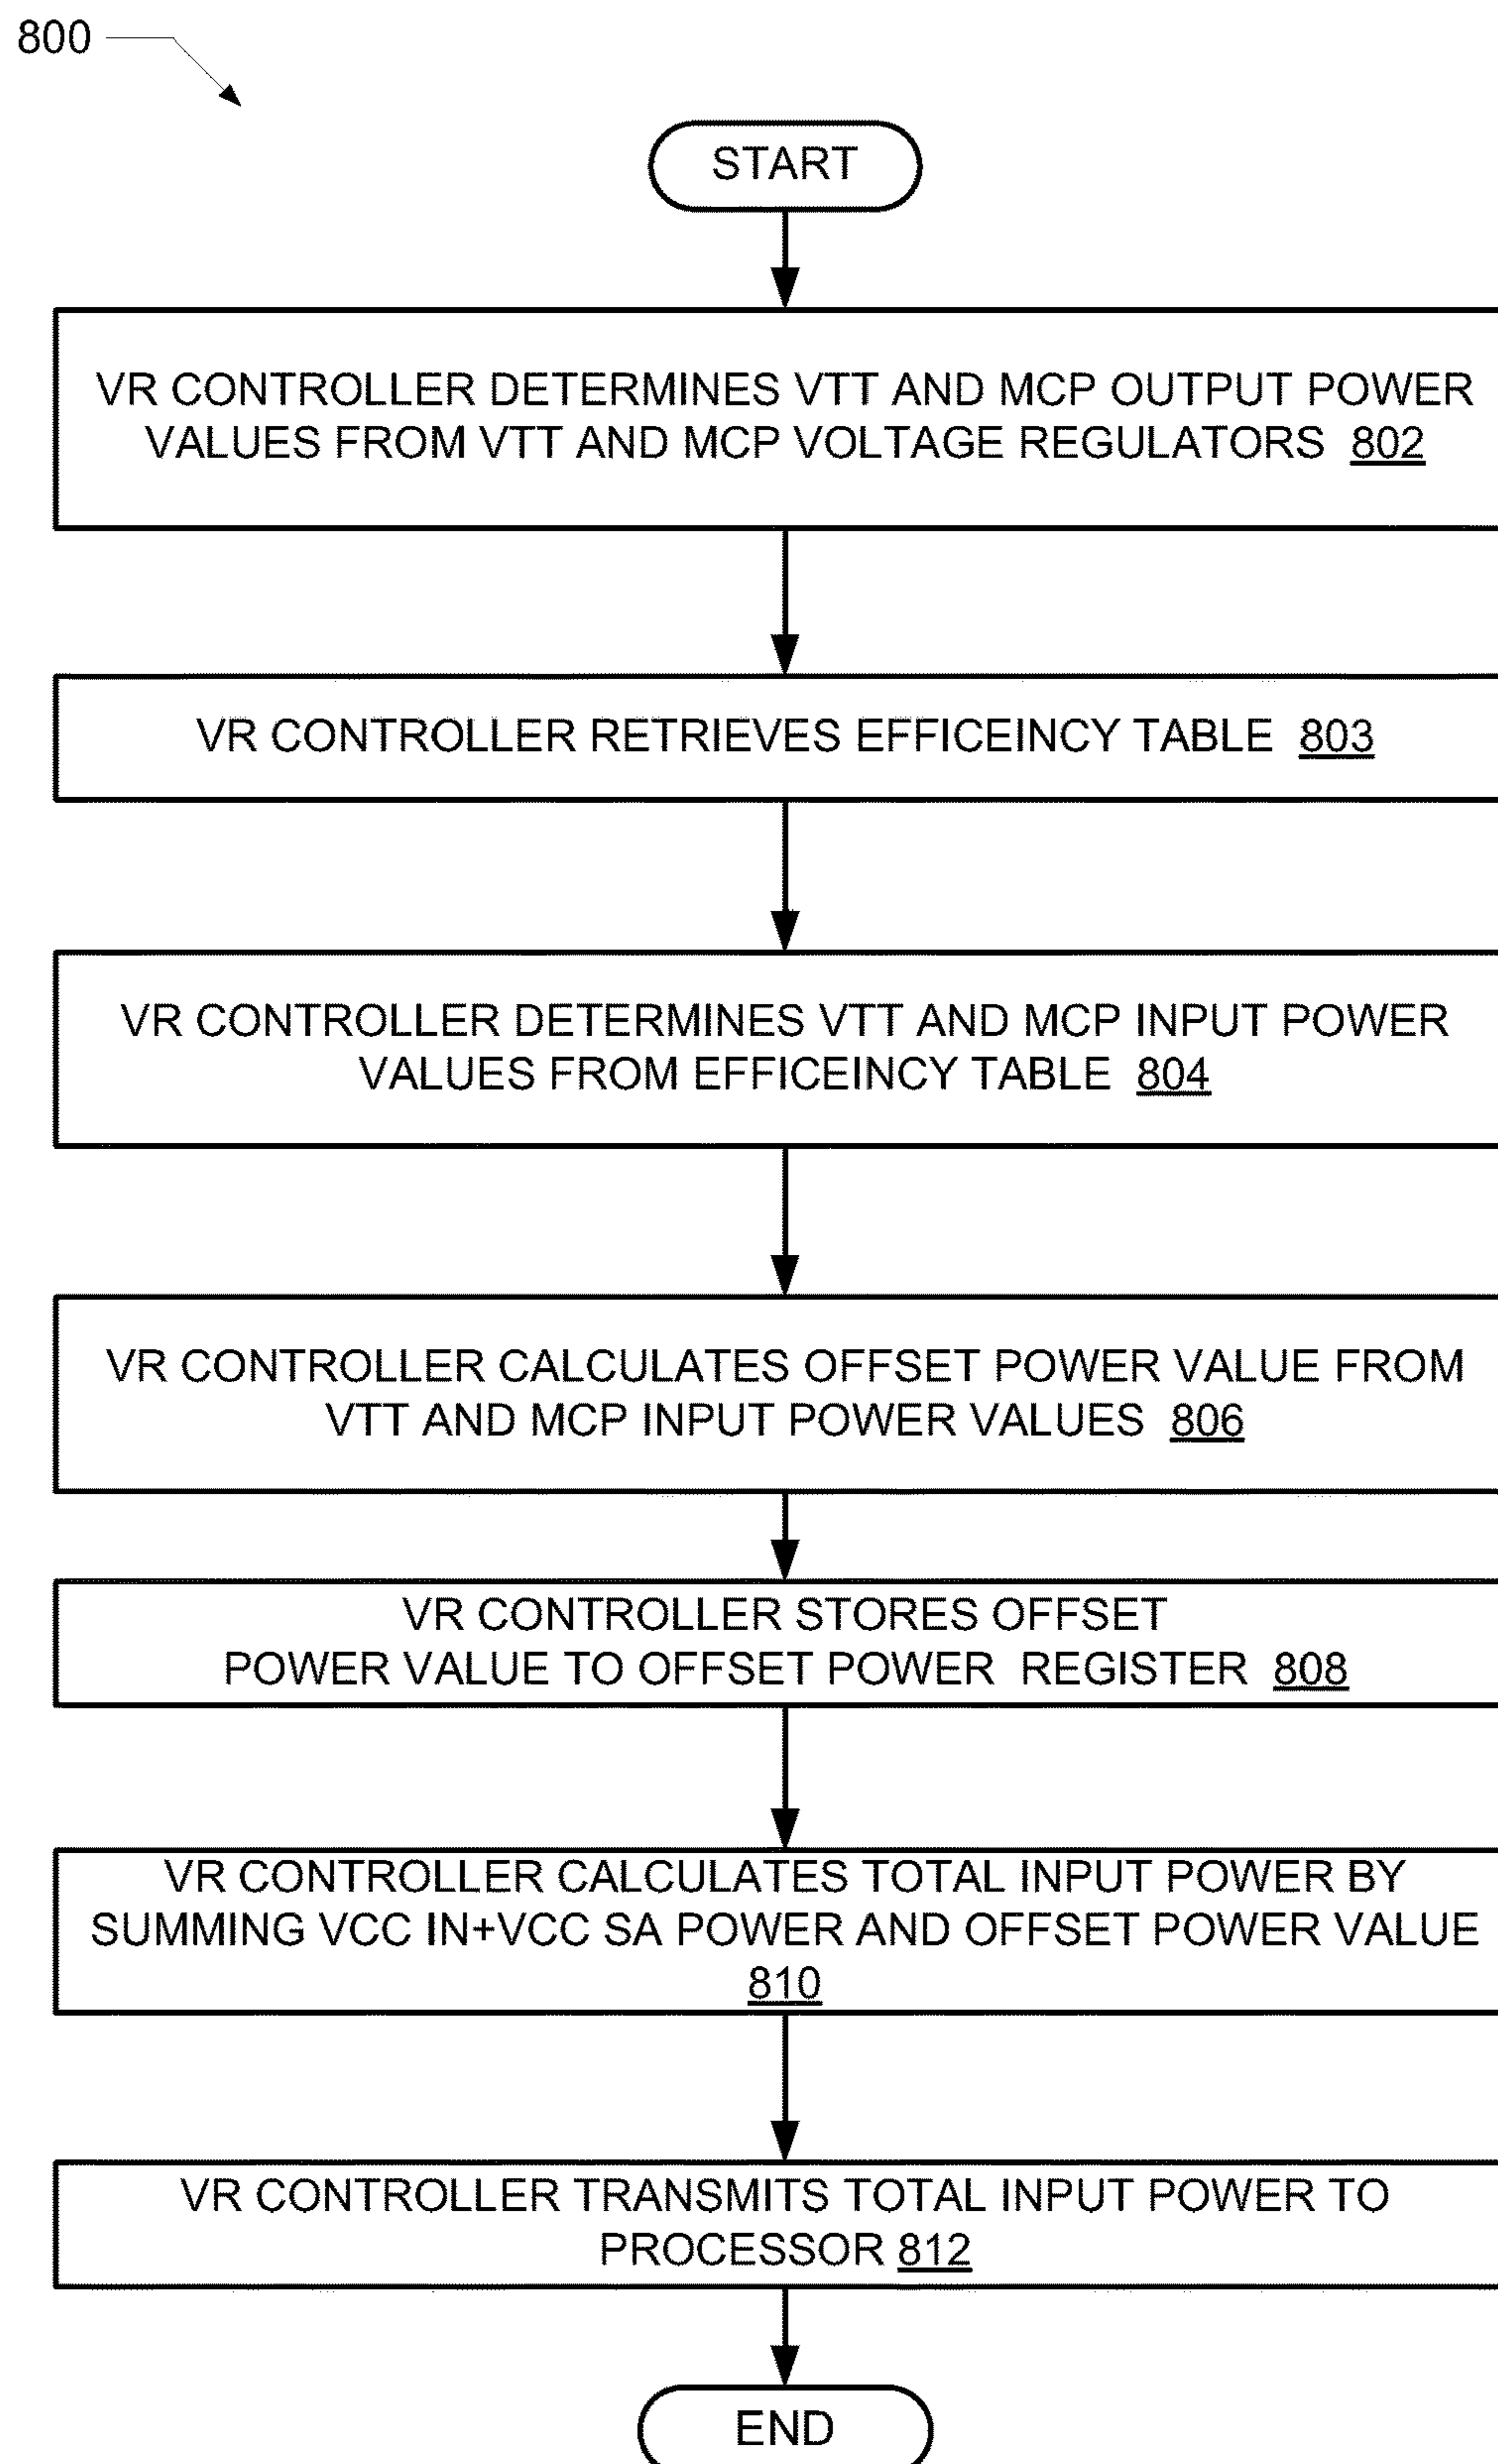 800
START
VR CONTROLLER DETERMINES VTT AND MCP OUTPUT POWER
VALUES FROM VTT AND MCP VOLTAGE REGULATORS 802
VR CONTROLLER RETRIEVES EFFICEINCY TABLE 803
VR CONTROLLER DETERMINES VTT AND MCP INPUT POWER
VALUES FROM EFFICEINCY TABLE 804
VR CONTROLLER CALCULATES OFFSET POWER VALUE FROM
VTT AND MCP INPUT POWER VALUES 806
VR CONTROLLER STORES OFFSET
POWER VALUE TO OFFSET POWER REGISTER 808
VR CONTROLLER CALCULATES TOTAL INPUT POWER BY
SUMMING VCC IN+VCC SA POWER AND OFFSET POWER VALUE
810
VR CONTROLLER TRANSMITS TOTAL INPUT POWER TO
PROCESSOR 812
END